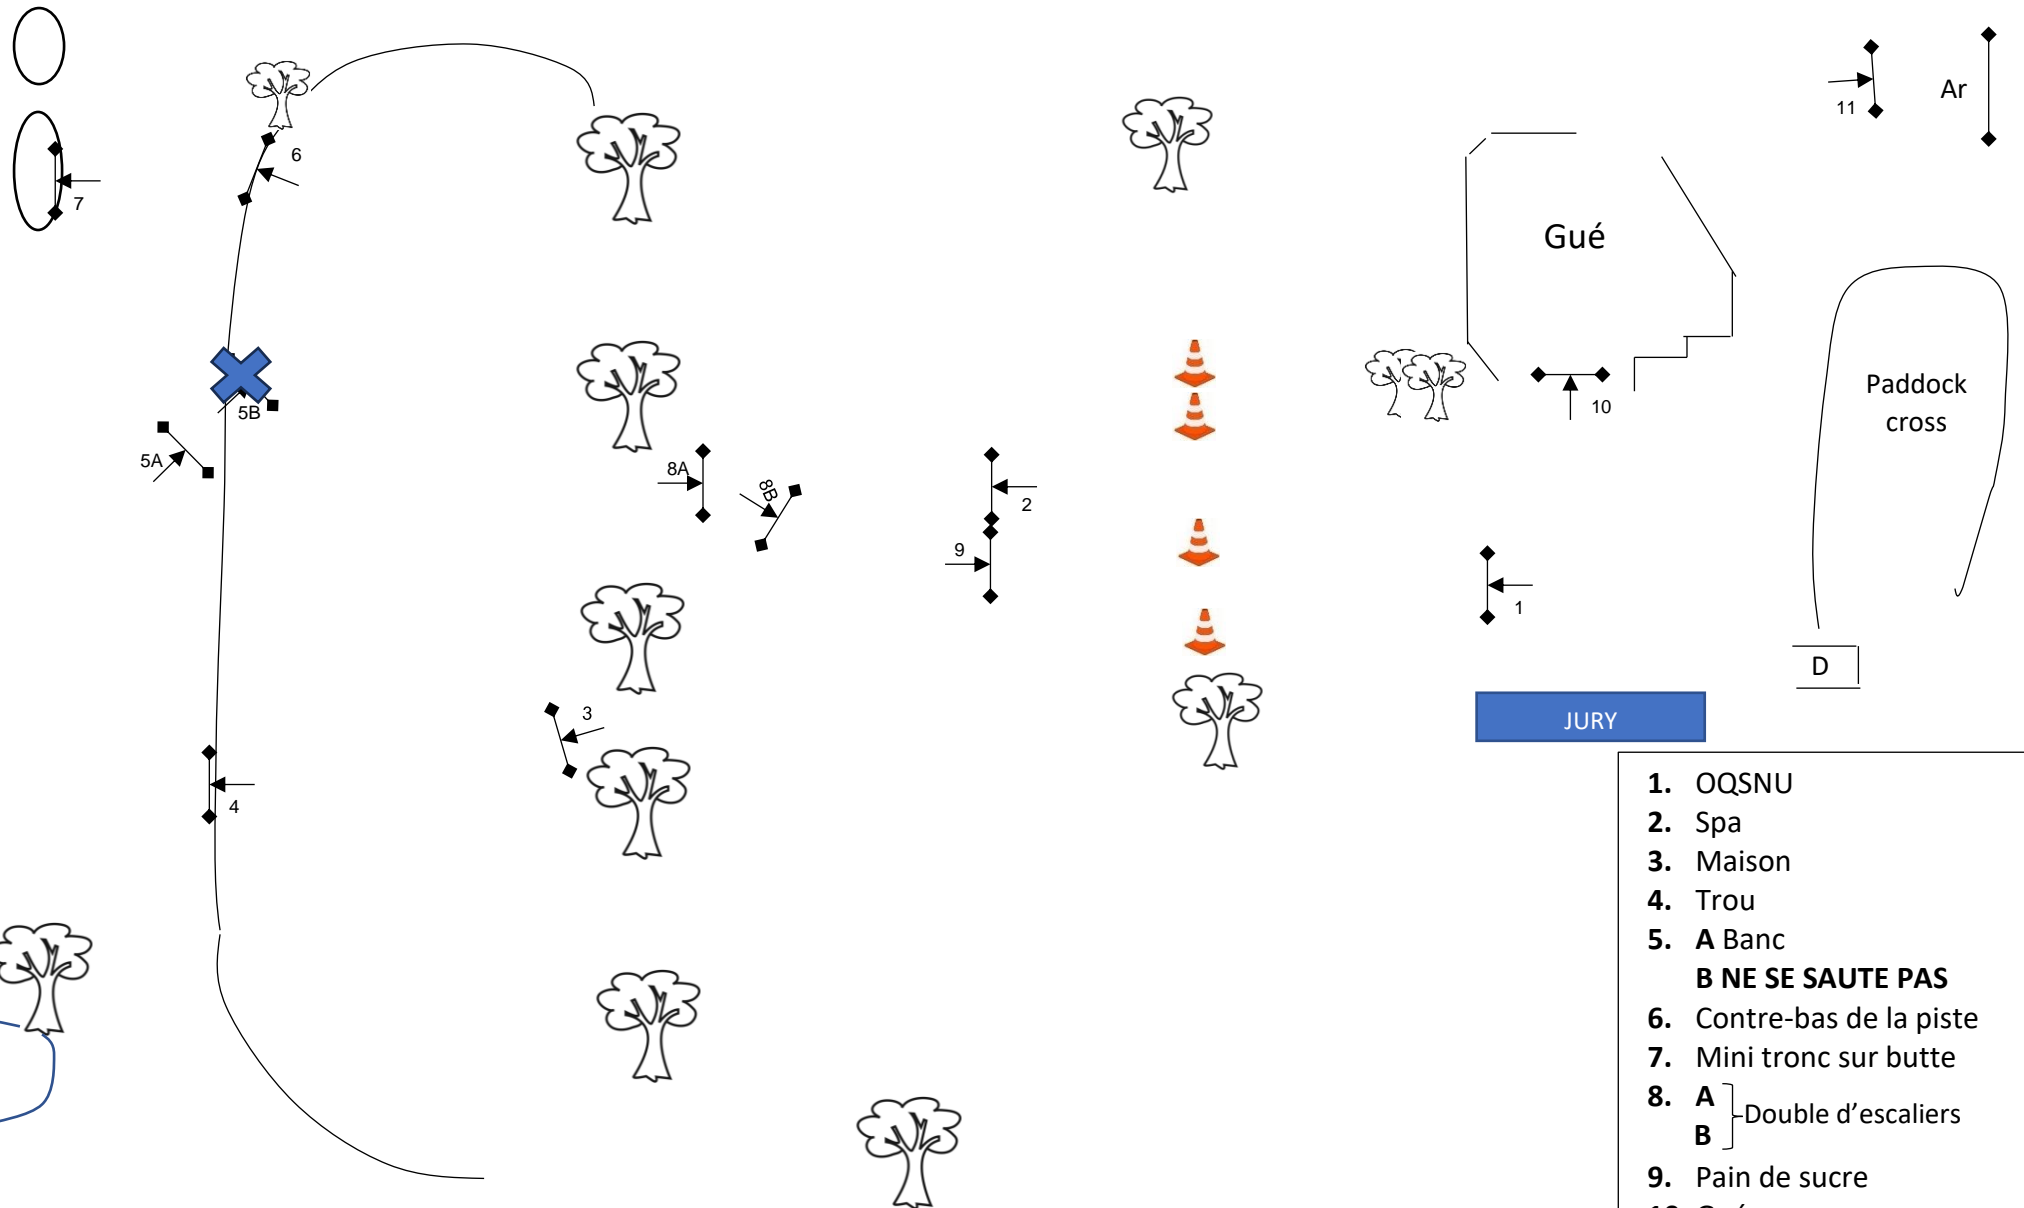 6
7
11
Ar
Gué
5B
5A
8A
8B
2
9
10
Paddock
cross
1
D
3
4
JURY
1. OQSNU
2. Spa
3. Maison
4. Trou
5. A Banc
B NE SE SAUTE PAS
6. Contre-bas de la piste
7. Mini tronc sur butte
8. A
B
Double d’escaliers
9. Pain de sucre